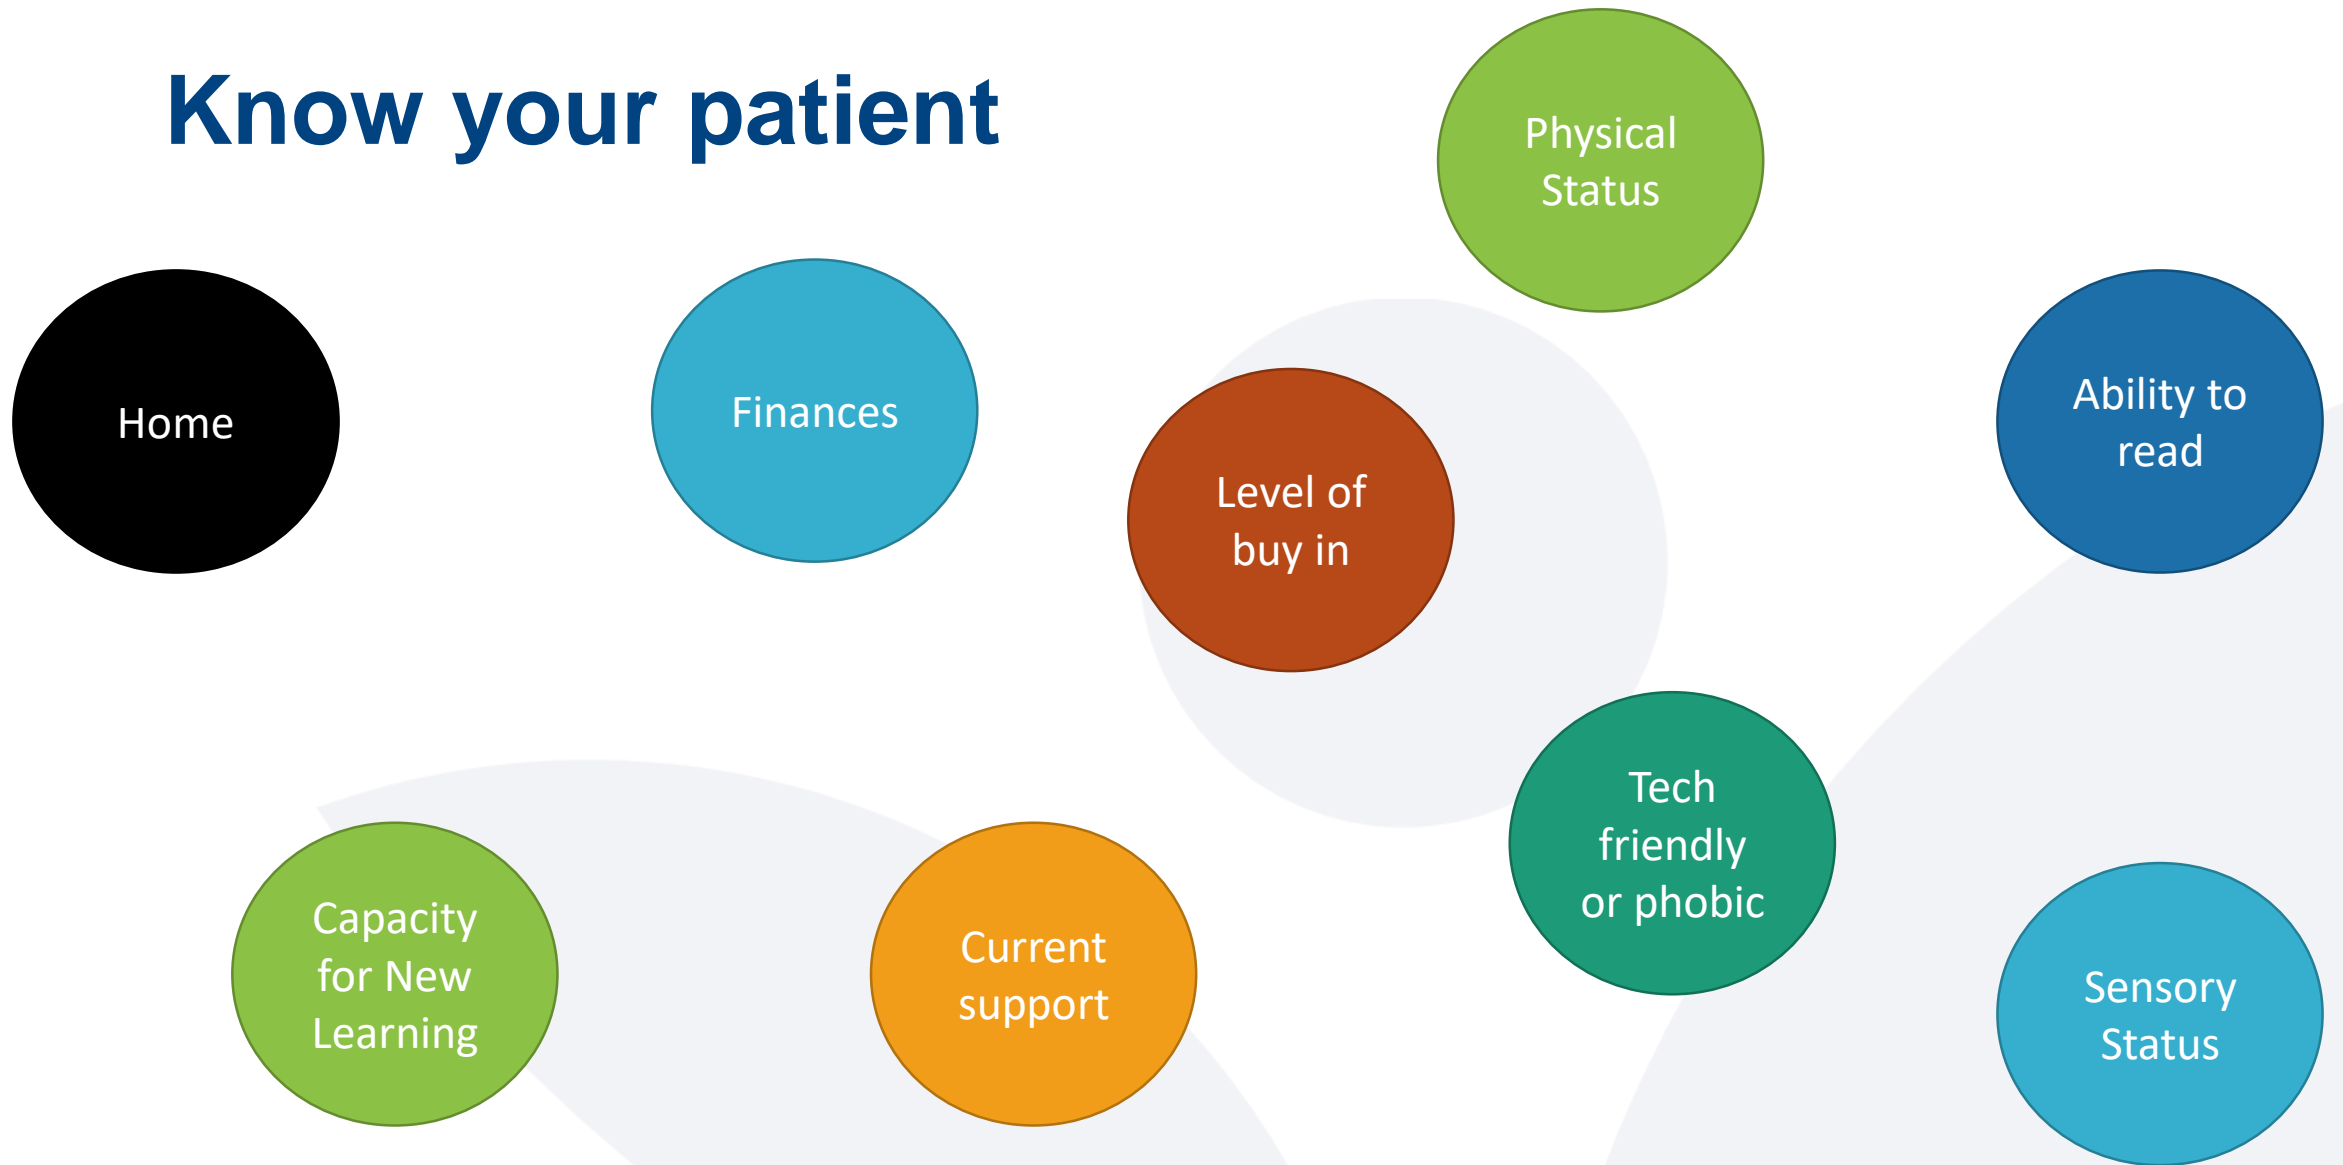 Know your patient
Physical
Status
Home
Finances
Level of
buy in
Ability to
read
Capacity
for New
Learning
Current
support
Tech
friendly
or phobic
Sensory
Status